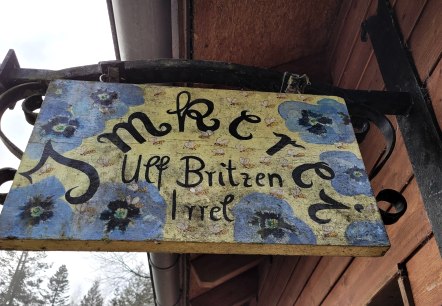 Imkerei
Ulf Britzen
Irrel